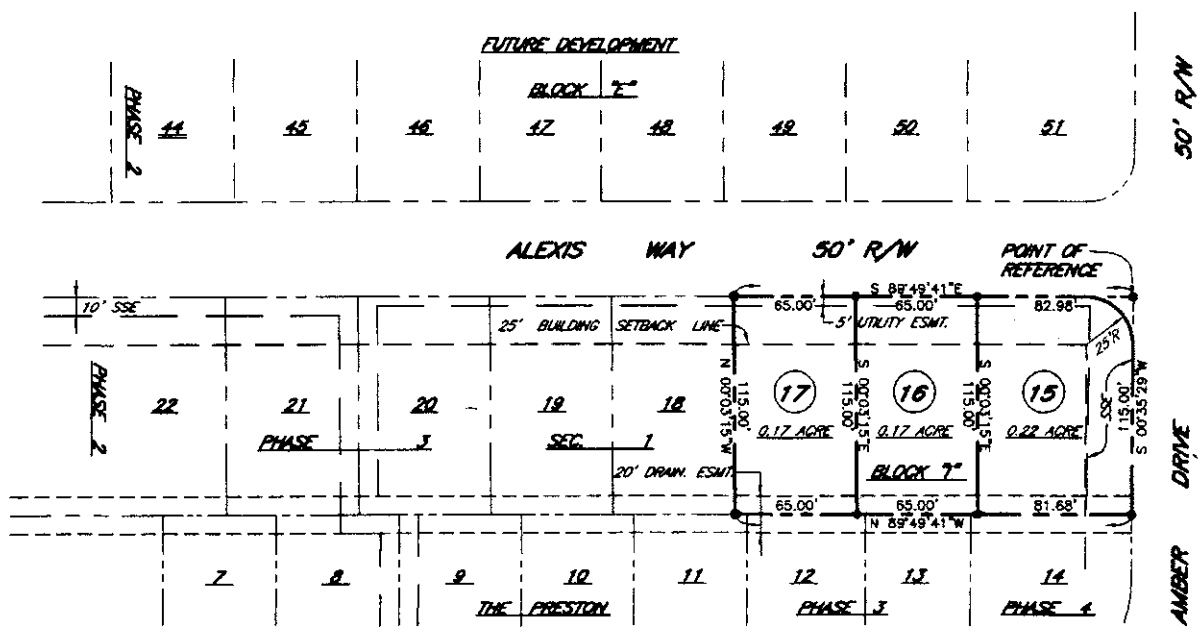 FUTURE DEVELOPMENT
BLOCK "E"
50' R/W
PHASE 2
44 45 46 47 48 49 50 51
ALEXIS WAY 50' R/W
POINT OF
REFERENCE
S 89°49'41"E
65.00' 65.00' 82.98'
10' SSE
25' BUILDING SETBACK LINE
5' UTILITY ESMT.
25'R
PHASE 2
22 21 20 19 18 17 16 15
N 00°03'15"W
115.00'
S 00°03'15"E
115.00'
S 00°03'15"E
115.00'
SSE
115.00'
S 00°35'29"W
0.17 ACRE 0.17 ACRE 0.22 ACRE
PHASE 3 SEC. 1
20' DRAIN. ESMT.
BLOCK
65.00' 65.00' 81.68'
N 89°49'41"W
AMBER DRIVE
7 8 9 10 11 12 13 14
THE PRESTON PHASE 3 PHASE 4